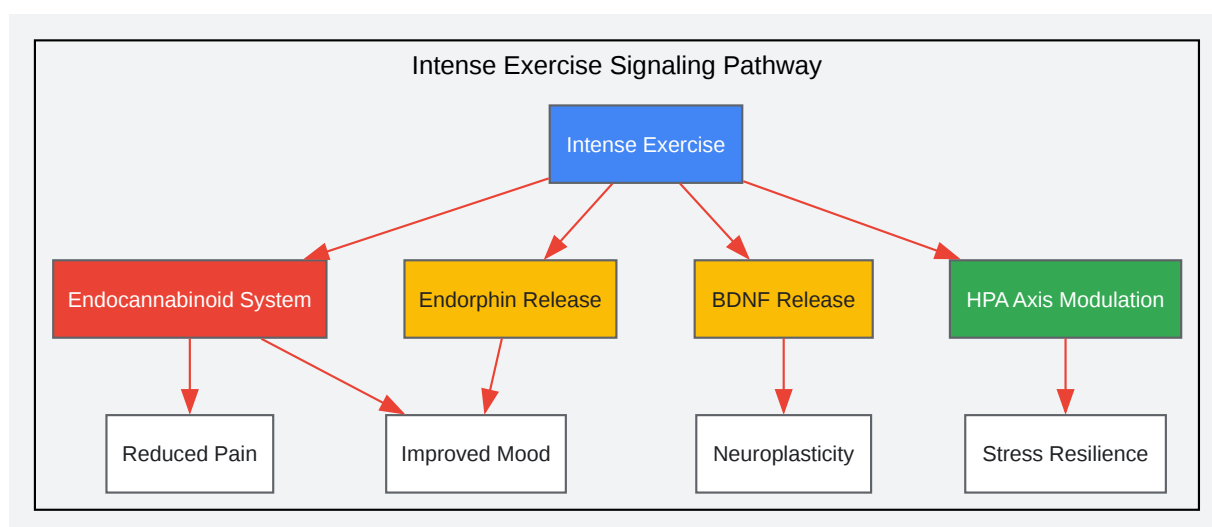 Intense Exercise Signaling Pathway
Intense Exercise
Endocannabinoid System
Endorphin Release
BDNF Release
HPA Axis Modulation
Reduced Pain
Improved Mood
Neuroplasticity
Stress Resilience